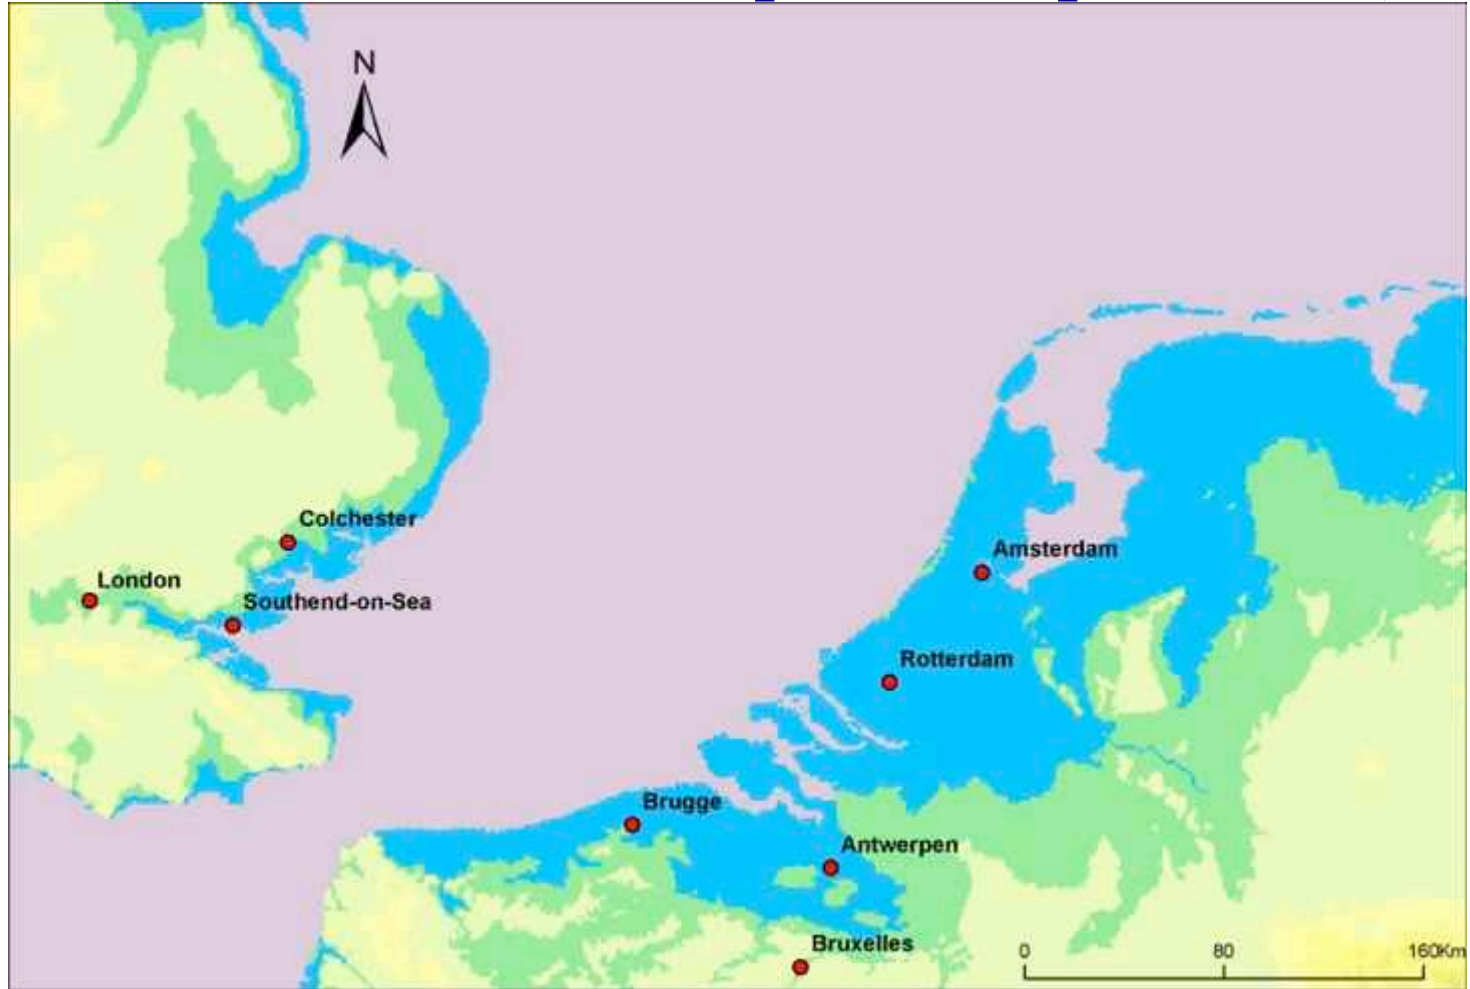 N
Colchester
Amsterdam
London
Southend-on-Sea
Rotterdam
Brugge
Antwerpen
Bruxelles
0 80 160Km